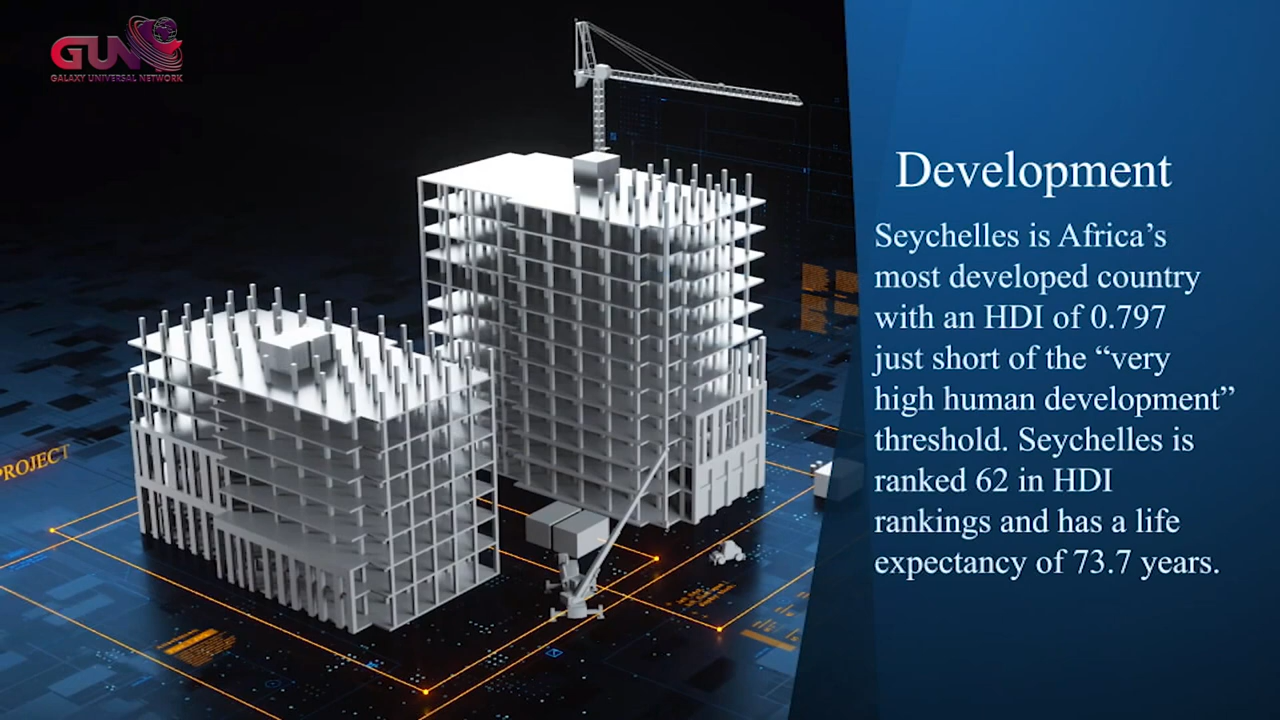 GUN
GALAXY UNIVERSAL NETWORK
Development
Seychelles is Africa’s
most developed country
with an HDI of 0.797
just short of the “very
high human development”
threshold. Seychelles is
ranked 62 in HDI
rankings and has a life
expectancy of 73.7 years.
PROJECT